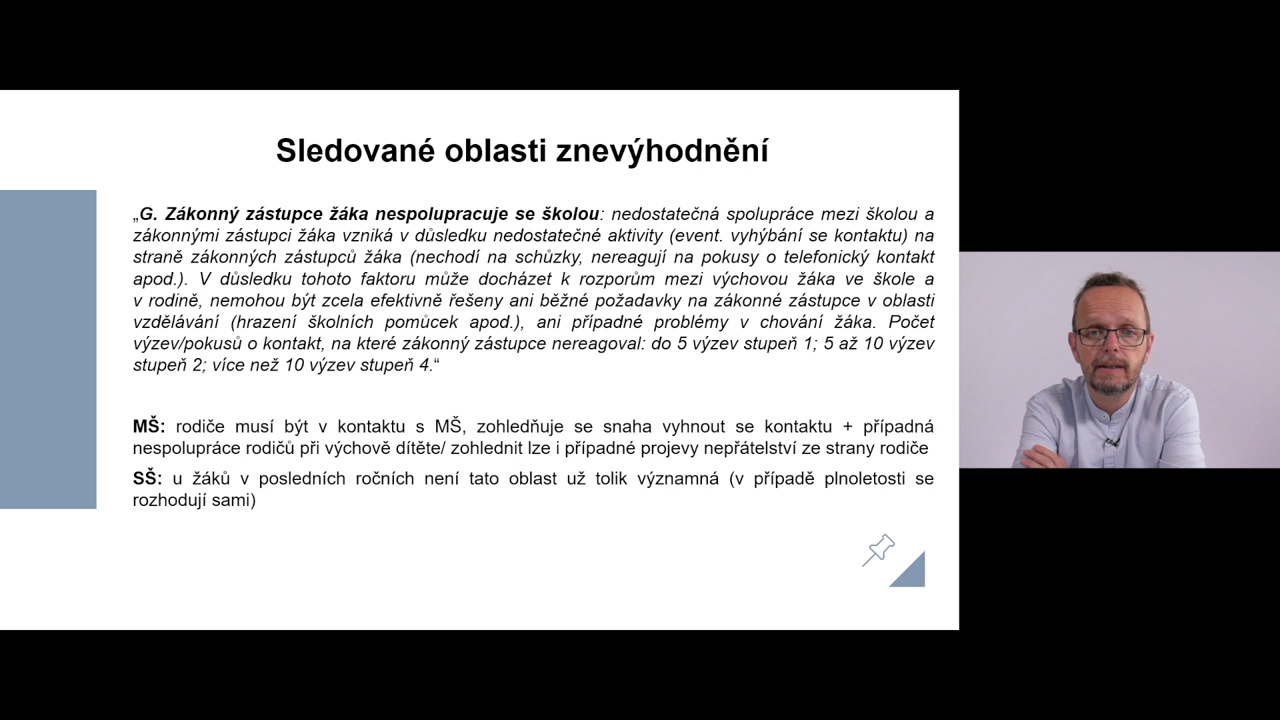 Sledované oblasti znevýhodnění
„G. Zákonný zástupce žáka nespolupracuje se školou: nedostatečná spolupráce mezi školou a
zákonnými zástupci žáka vzniká v důsledku nedostatečné aktivity (event. vyhýbání se kontaktu) na
straně zákonných zástupců žáka (nechodí na schůzky, nereagují na pokusy o telefonický kontakt
apod.). V důsledku tohoto faktoru může docházet k rozporům mezi výchovou žáka ve škole a
v rodině, nemohou být zcela efektivně řešeny ani běžné požadavky na zákonné zástupce v oblasti
vzdělávání (hrazení školních pomůcek apod.), ani případné problémy v chování žáka. Počet
výzev/pokusů o kontakt, na které zákonný zástupce nereagoval: do 5 výzev stupeň 1; 5 až 10 výzev
stupeň 2; více než 10 výzev stupeň 4.“
MŠ: rodiče musí být v kontaktu s MŠ, zohledňuje se snaha vyhnout se kontaktu + případná
nespolupráce rodičů při výchově dítěte/ zohlednit lze i případné projevy nepřátelství ze strany rodiče
SŠ: u žáků v posledních ročních není tato oblast už tolik významná (v případě plnoletosti se
rozhodují sami)